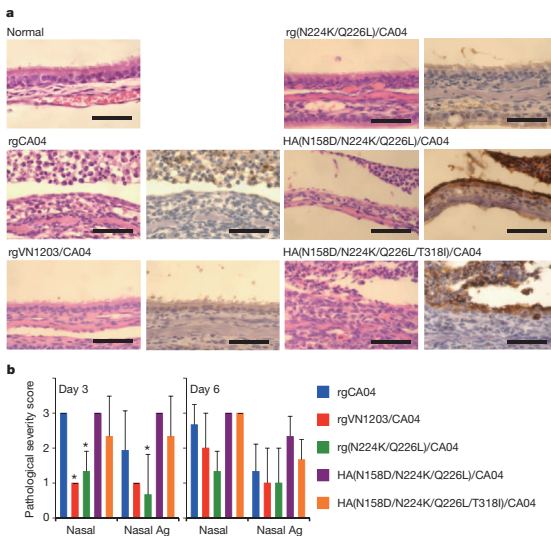 a
Normal
rg(N224K/Q226L)/CA04
rgCA04
HA(N158D/N224K/Q226L)/CA04
rgVN1203/CA04
HA(N158D/N224K/Q226L/T318I)/CA04
b
Pathological severity score
3
2
1
0
Day 3
Day 6
*
*
*
Nasal
Nasal Ag
Nasal
Nasal Ag
rgCA04
rgVN1203/CA04
rg(N224K/Q226L)/CA04
HA(N158D/N224K/Q226L)/CA04
HA(N158D/N224K/Q226L/T318I)/CA04